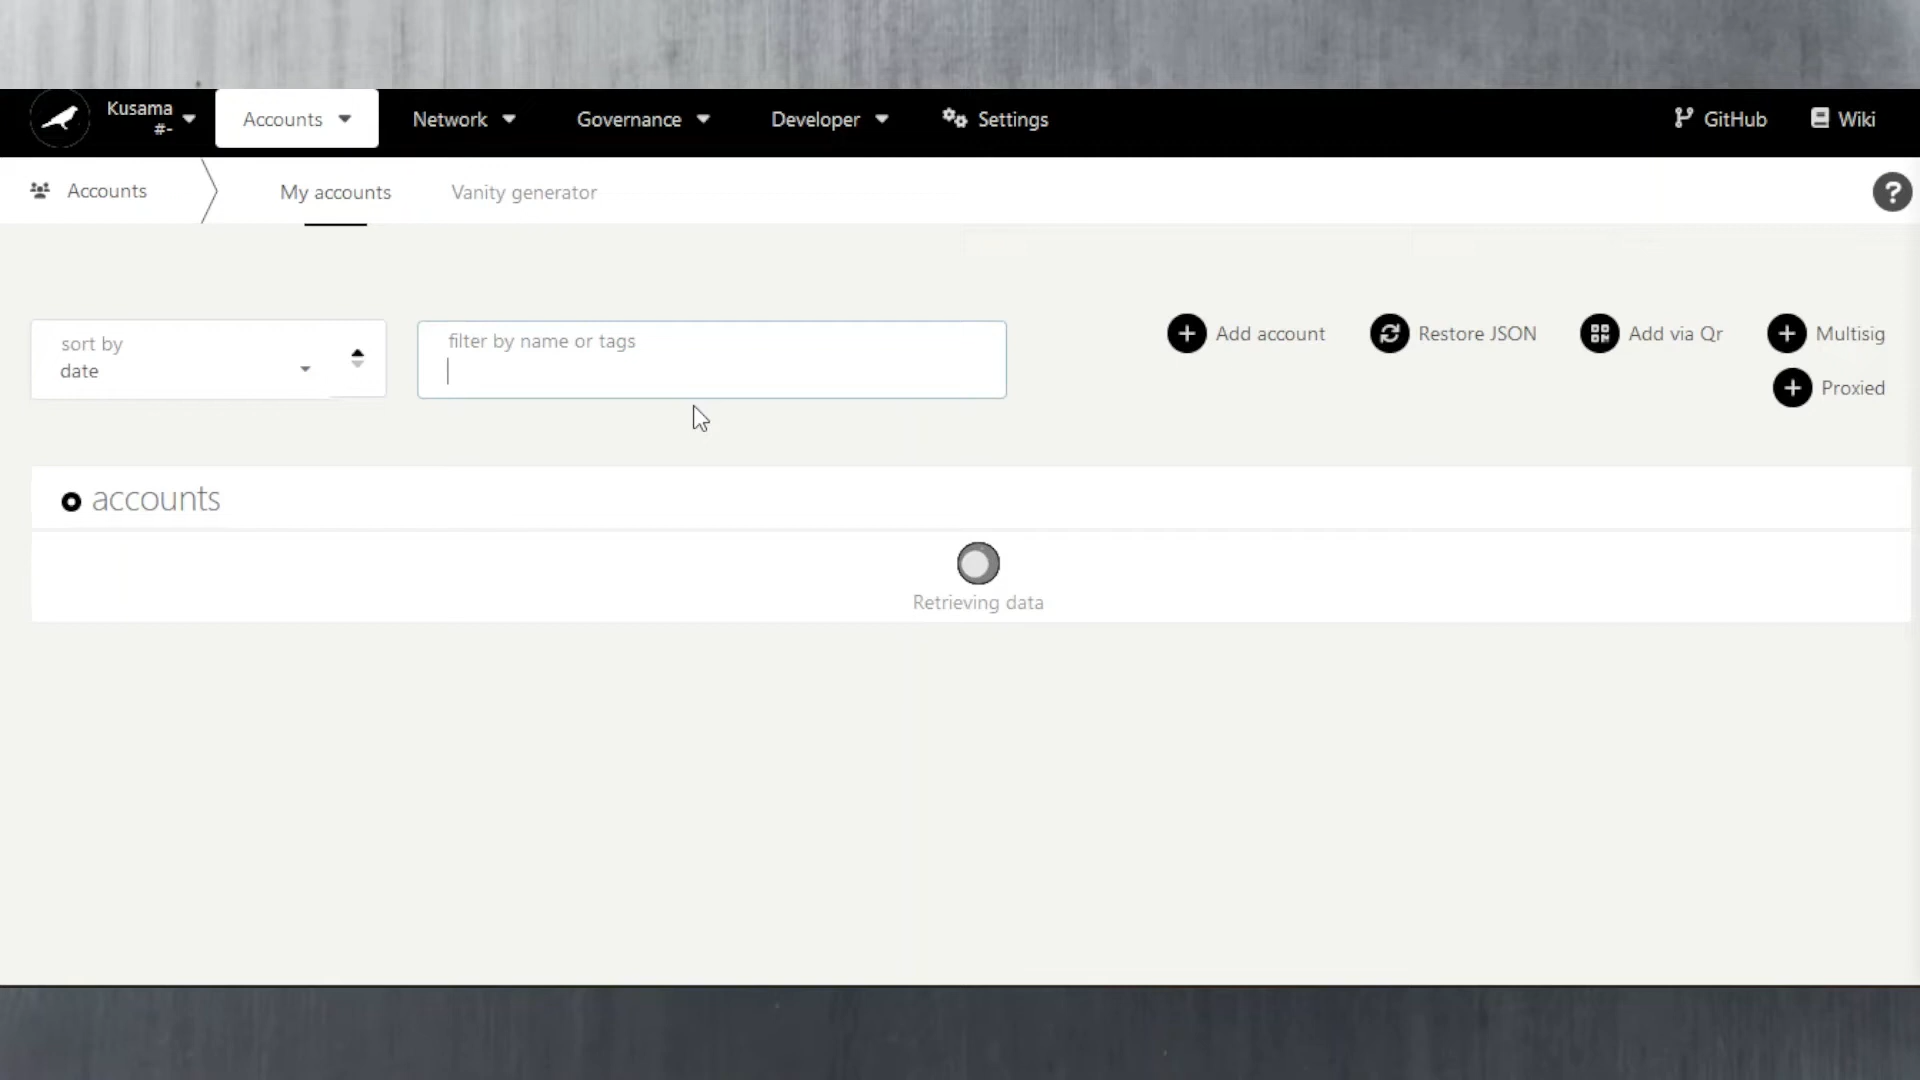 Kusama
#-
Accounts
Network
Governance
Developer
Settings
GitHub
Wiki
Accounts
My accounts
Vanity generator
sort by
date
filter by name or tags
Add account
Restore JSON
Add via Qr
Multisig
Proxied
accounts
Retrieving data